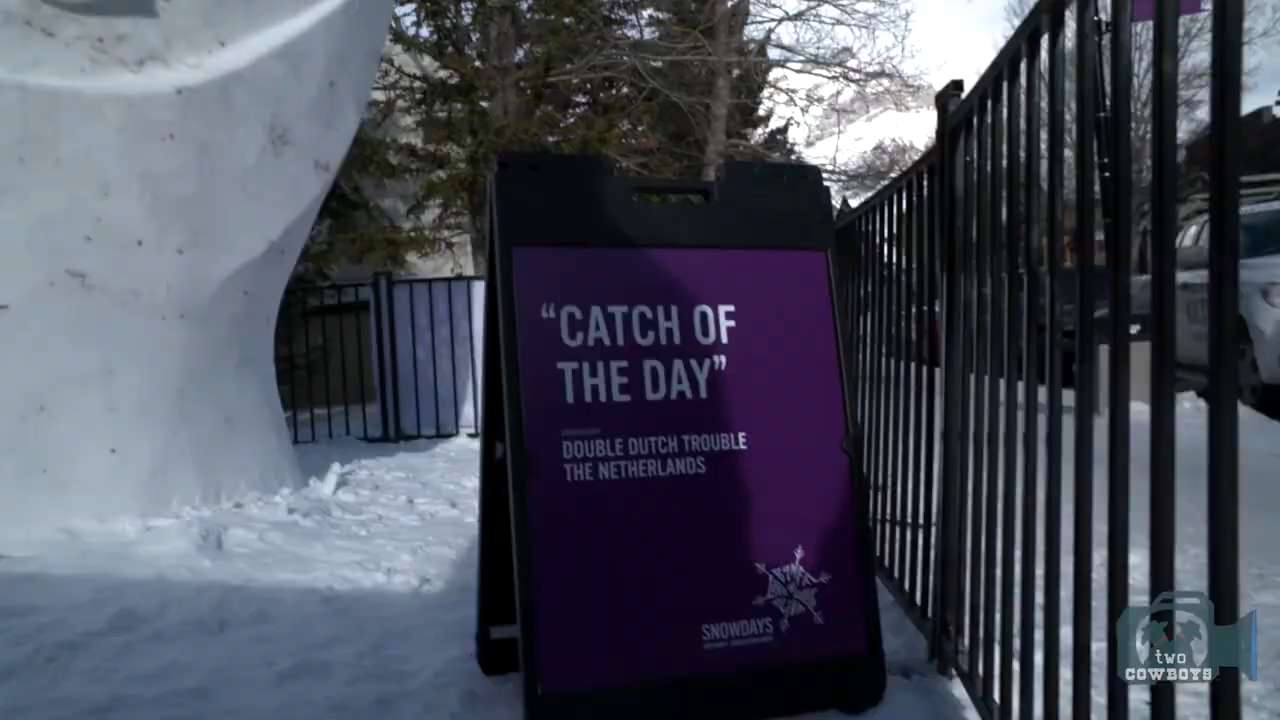 “CATCH OF
THE DAY”
DOUBLE DUTCH TROUBLE
THE NETHERLANDS
SNOWDAYS
two
COWBOYS